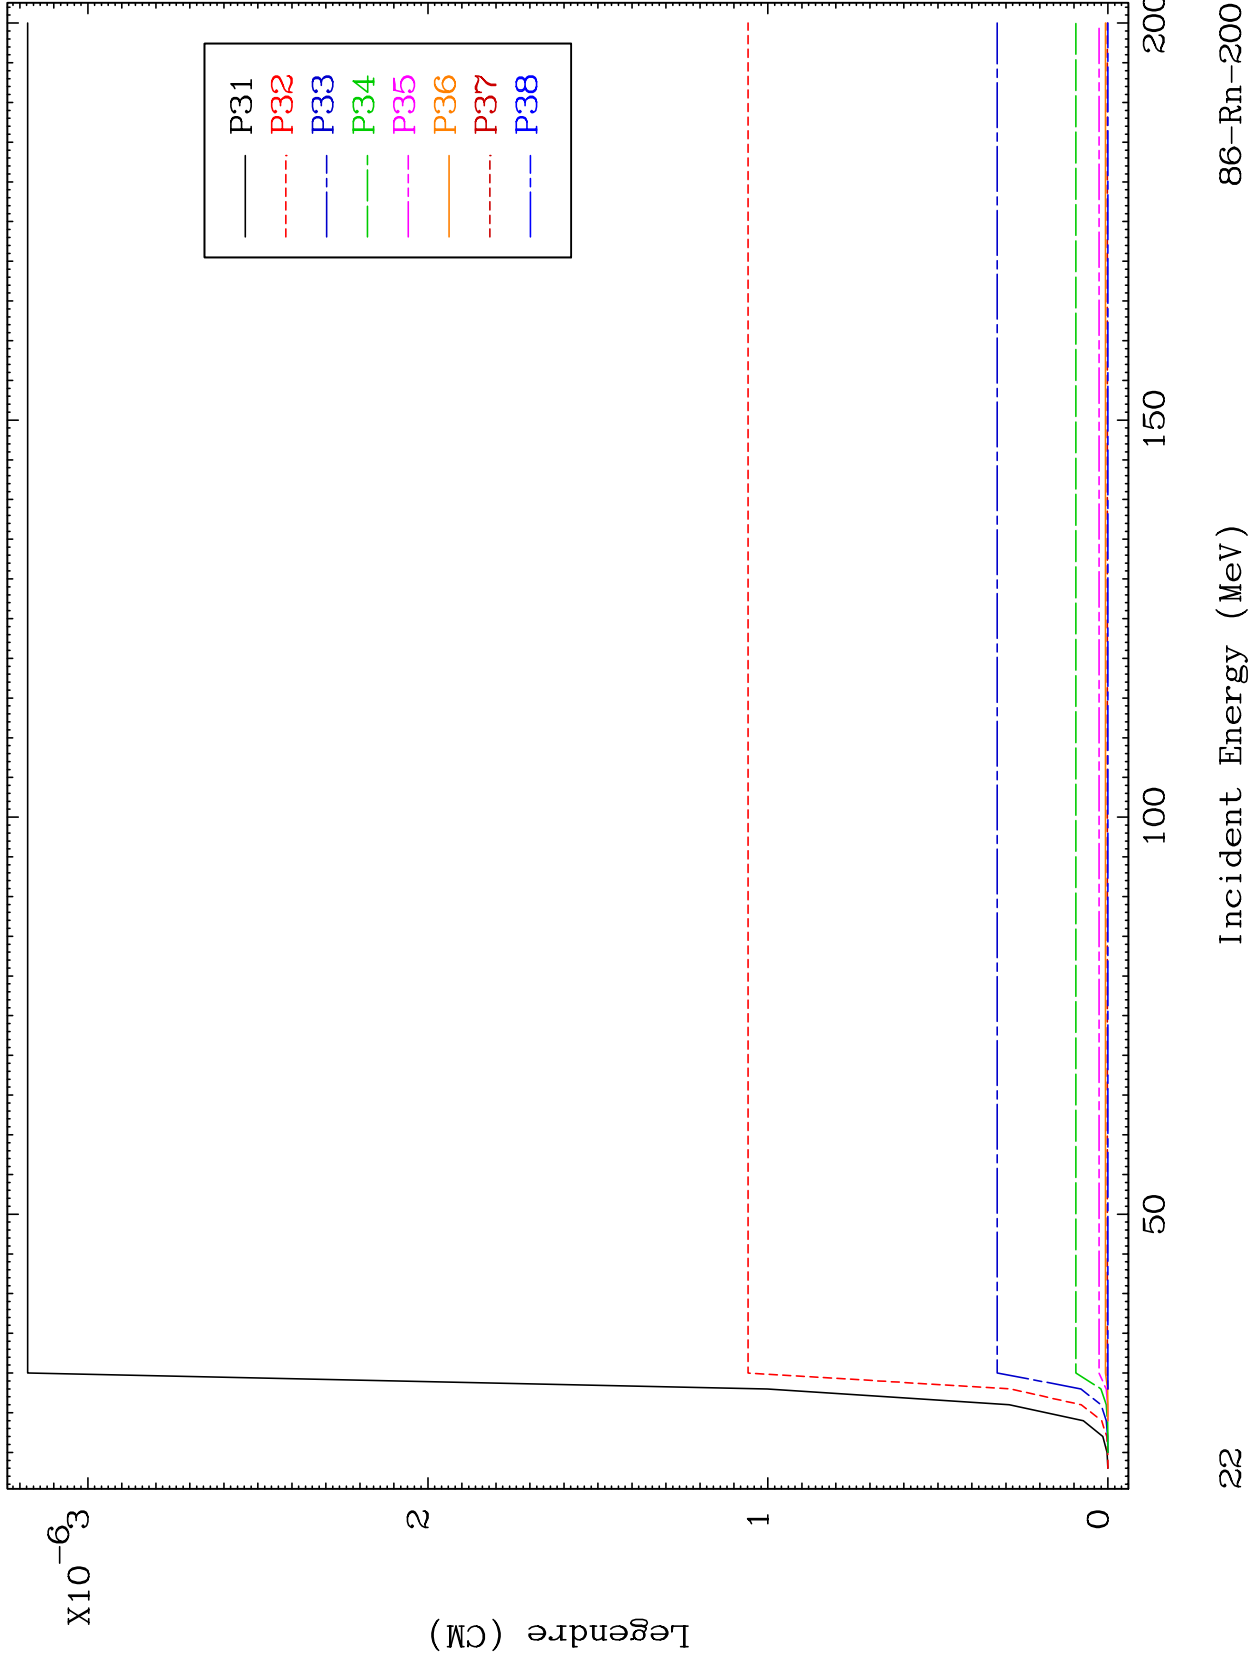 X10-6
3
2
1
0
Legendre (CM)
P31
P32
P33
P34
P35
P36
P37
P38
50
100
150
200
Incident Energy (MeV)
22
86-Rn-200